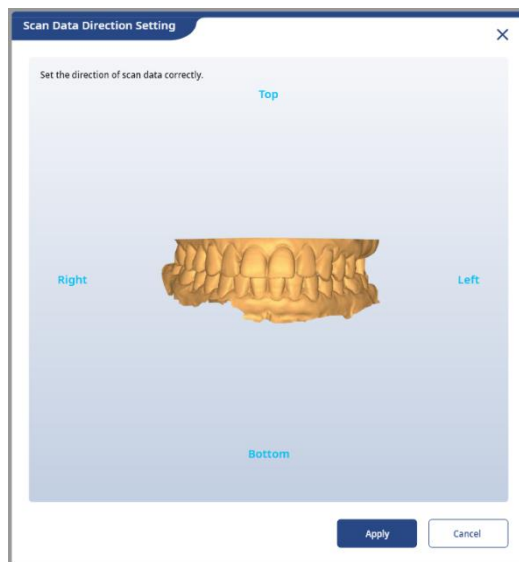 Scan Data Direction Setting
Set the direction of scan data correctly.
Top
Right
Left
Bottom
Apply
Cancel